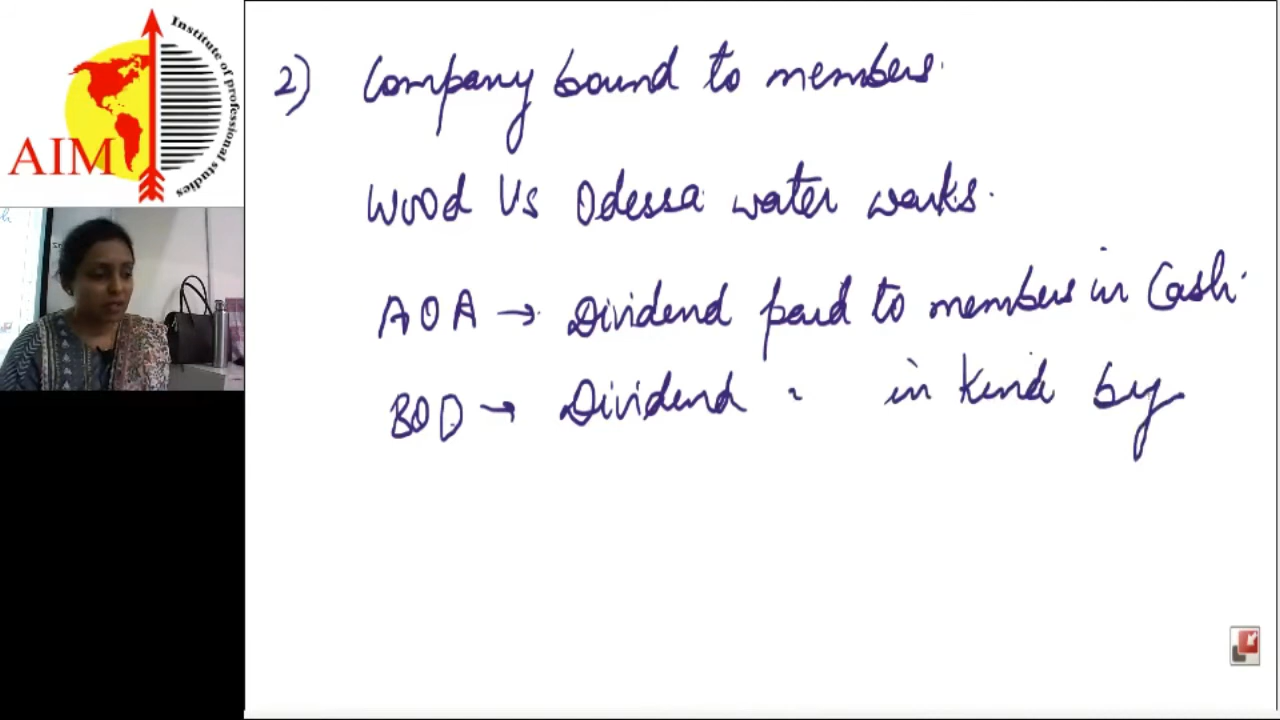 AIM
Institute of professional studies
2) Company bound to members.
Wood Vs Odessa water works.
AOA → Dividend paid to members in Cash.
BOD → Dividend " in kind by